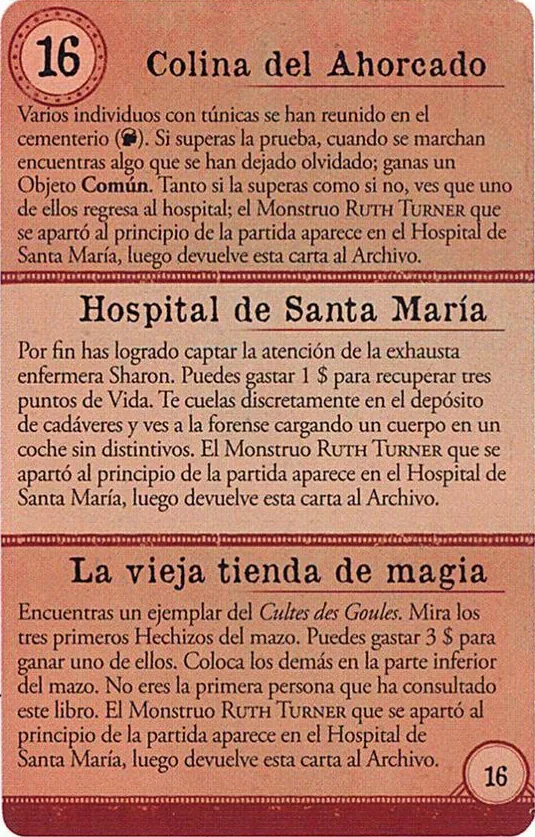 16
Colina del Ahorcado
Varios individuos con túnicas se han reunido en el
cementerio (). Si superas la prueba, cuando se marchan
encuentras algo que se han dejado olvidado; ganas un
Objeto Común. Tanto si la superas como si no, ves que uno
de ellos regresa al hospital; el Monstruo RUTH TURNER que
se apartó al principio de la partida aparece en el Hospital de
Santa María, luego devuelve esta carta al Archivo.
Hospital de Santa María
Por fin has logrado captar la atención de la exhausta
enfermera Sharon. Puedes gastar 1 $ para recuperar tres
puntos de Vida. Te cuelas discretamente en el depósito
de cadáveres y ves a la forense cargando un cuerpo en un
coche sin distintivos. El Monstruo RUTH TURNER que se
apartó al principio de la partida aparece en el Hospital de
Santa María, luego devuelve esta carta al Archivo.
La vieja tienda de magia
Encuentras un ejemplar del Cultes des Goules. Mira los
tres primeros Hechizos del mazo. Puedes gastar 3 $ para
ganar uno de ellos. Coloca los demás en la parte inferior
del mazo. No eres la primera persona que ha consultado
este libro. El Monstruo RUTH TURNER que se apartó al
principio de la partida aparece en el Hospital de
Santa María, luego devuelve esta carta al Archivo.
16